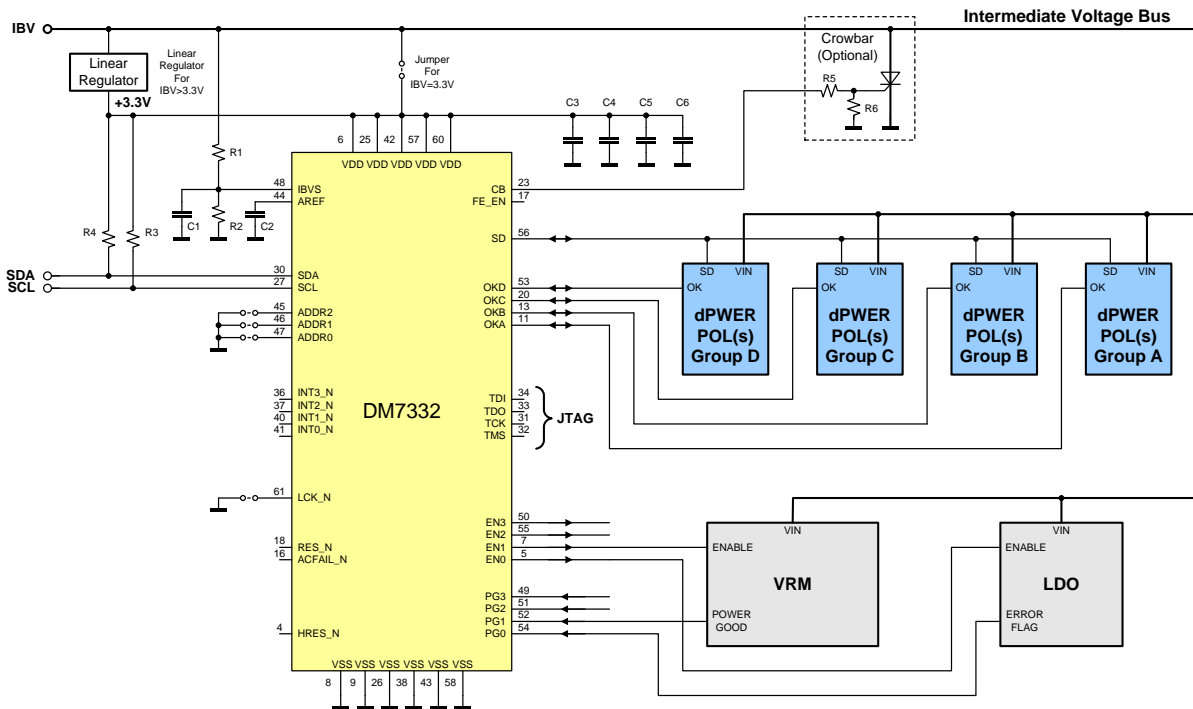 Intermediate Voltage Bus
IBV
Linear
Regulator
Linear
Regulator
For
IBV>3.3V
+3.3V
Jumper
For
IBV=3.3V
Crowbar
(Optional)
R5
R6
C3
C4
C5
C6
6
25
42
57
60
VDD VDD VDD VDD VDD
R1
R2
C1
C2
R4
R3
48
IBVS
44
AREF
SDA
30
SDA
SCL
27
SCL
45
ADDR2
46
ADDR1
47
ADDR0
36
INT3_N
37
INT2_N
40
INT1_N
41
INT0_N
61
LCK_N
18
RES_N
16
ACFAIL_N
4
HRES_N
DM7332
CB
23
FE_EN
17
SD
56
OKD
53
OKC
20
OKB
13
OKA
11
TDI
34
TDO
33
TCK
31
TMS
32
JTAG
EN3
50
EN2
55
EN1
7
EN0
5
PG3
49
PG2
51
PG1
52
PG0
54
VSS VSS VSS VSS VSS VSS
8
9
26
38
43
58
SD VIN
OK
dPWER
POL(s)
Group D
SD VIN
OK
dPWER
POL(s)
Group C
SD VIN
OK
dPWER
POL(s)
Group B
SD VIN
OK
dPWER
POL(s)
Group A
VIN
ENABLE
VRM
POWER
GOOD
VIN
ENABLE
LDO
ERROR
FLAG